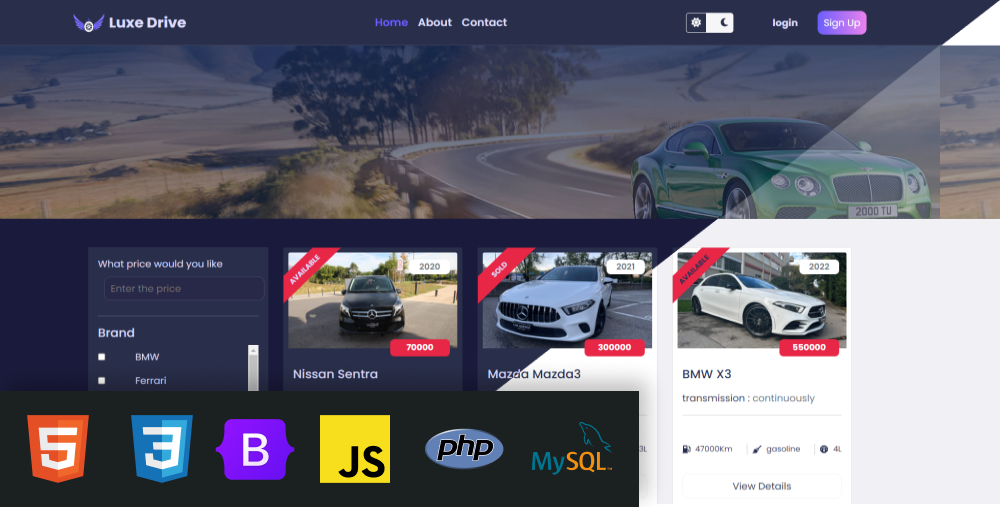 Luxe Drive
Home About Contact
login
Sign Up
2000 TU
What price would you like
Enter the price
Brand
BMW
Ferrari
AVAILABLE
2020
70000
Nissan Sentra
SOLD
2021
300000
Mazda Mazda3
3L
AVAILABLE
2022
550000
BMW X3
transmission : continuously
47000Km gasoline 4L
View Details
5
3
B
JS
php
MySQL